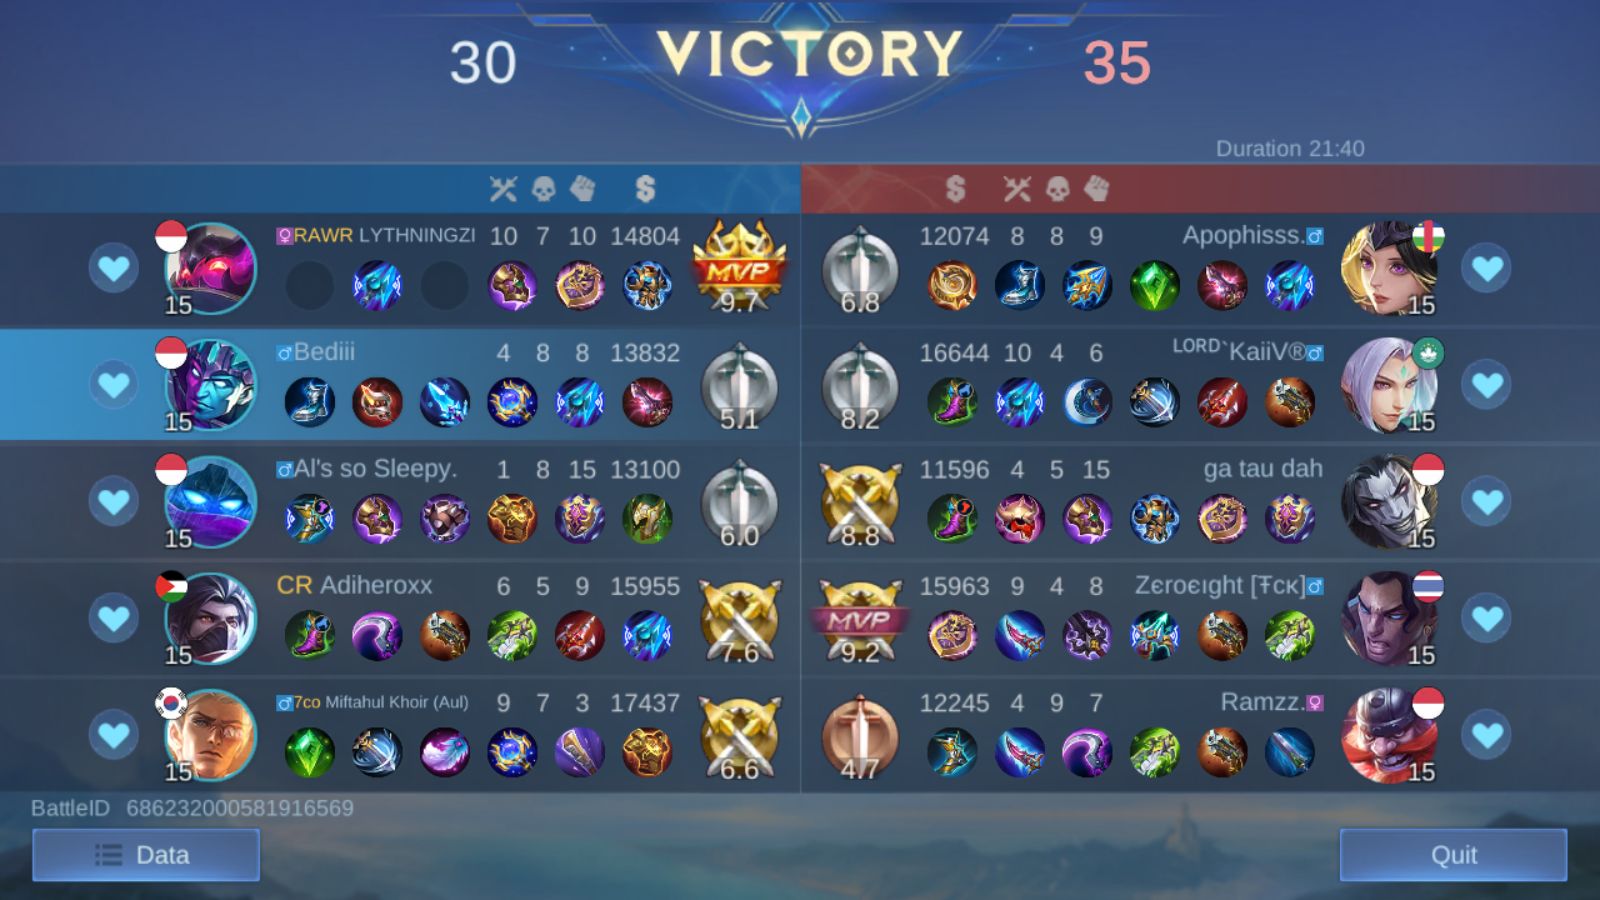 30 VICTORY 35
Duration 21:40
RAWR LYTHNINGZI 10 7 10 14804 MVP 9.7
15
6.8 12074 8 8 9 Apophisss.
15
Bediii 4 8 8 13832 5.1
15
8.2 16644 10 4 6 LORD`KaiiV®
15
Al's so Sleepy. 1 8 15 13100 6.0
15
8.8 11596 4 5 15 ga tau dah
15
CR Adiheroxx 6 5 9 15955 7.6
15
MVP 9.2 15963 9 4 8 Zεroєıght [Ŧcκ]
15
7co Miftahul Khoir (Aul) 9 7 3 17437 6.6
15
4.7 12245 4 9 7 Ramzz.
15
BattleID 686232000581916569
Data
Quit